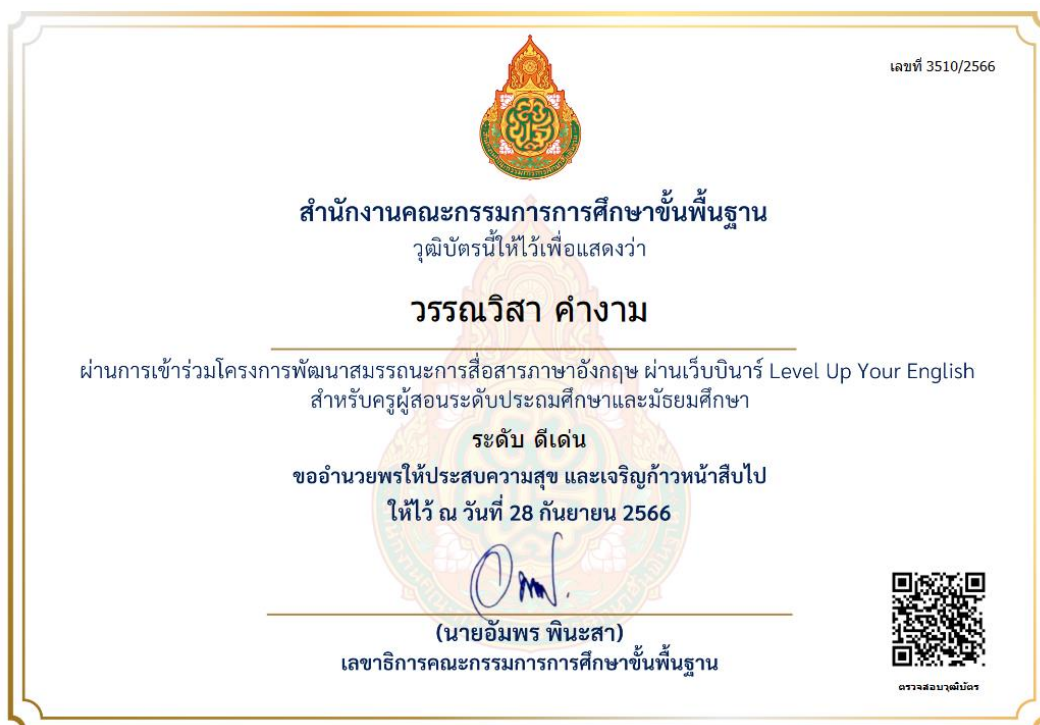 เลขที่ 3510/2566
สำนักงานคณะกรรมการการศึกษาขั้นพื้นฐาน
วุฒิบัตรนี้ให้ไว้เพื่อแสดงว่า
วรรณวิสา คำงาม
ผ่านการเข้าร่วมโครงการพัฒนาสมรรถนะการสื่อสารภาษาอังกฤษ ผ่านเว็บบินาร์ Level Up Your English
สำหรับครูผู้สอนระดับประถมศึกษาและมัธยมศึกษา
ระดับ ดีเด่น
ขออำนวยพรให้ประสบความสุข และเจริญก้าวหน้าสืบไป
ให้ไว้ ณ วันที่ 28 กันยายน 2566
(นายอัมพร พินะสา)
เลขาธิการคณะกรรมการการศึกษาขั้นพื้นฐาน
ตรวจสอบวุฒิบัตร